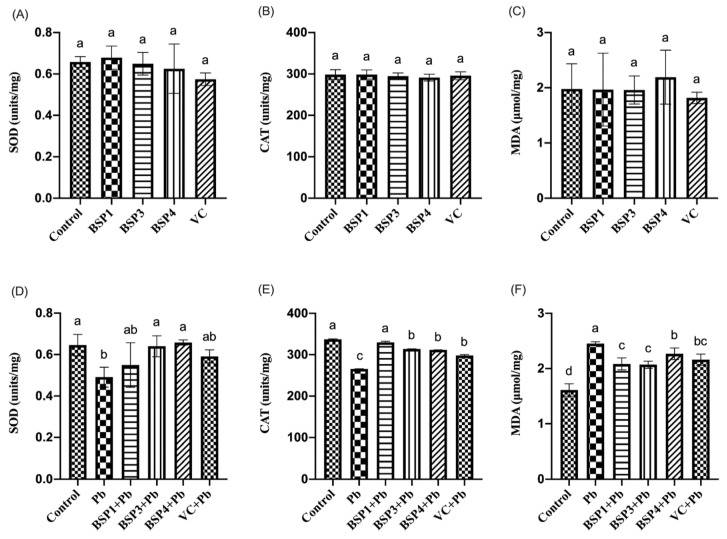 (A)
SOD (units/mg)
0.8
0.6
0.4
0.2
0.0
a a a a a
Control BSP1 BSP3 BSP4 VC
(B)
CAT (units/mg)
400
300
200
100
0
a a a a a
Control BSP1 BSP3 BSP4 VC
(C)
MDA (μmol/mg)
3
2
1
0
a a a a a
Control BSP1 BSP3 BSP4 VC
(D)
SOD (units/mg)
0.8
0.6
0.4
0.2
0.0
a b ab a a ab
Control Pb BSP1+Pb BSP3+Pb BSP4+Pb VC+Pb
(E)
CAT (units/mg)
400
300
200
100
0
a c a b b b
Control Pb BSP1+Pb BSP3+Pb BSP4+Pb VC+Pb
(F)
MDA (μmol/mg)
3
2
1
0
d a c c b bc
Control Pb BSP1+Pb BSP3+Pb BSP4+Pb VC+Pb